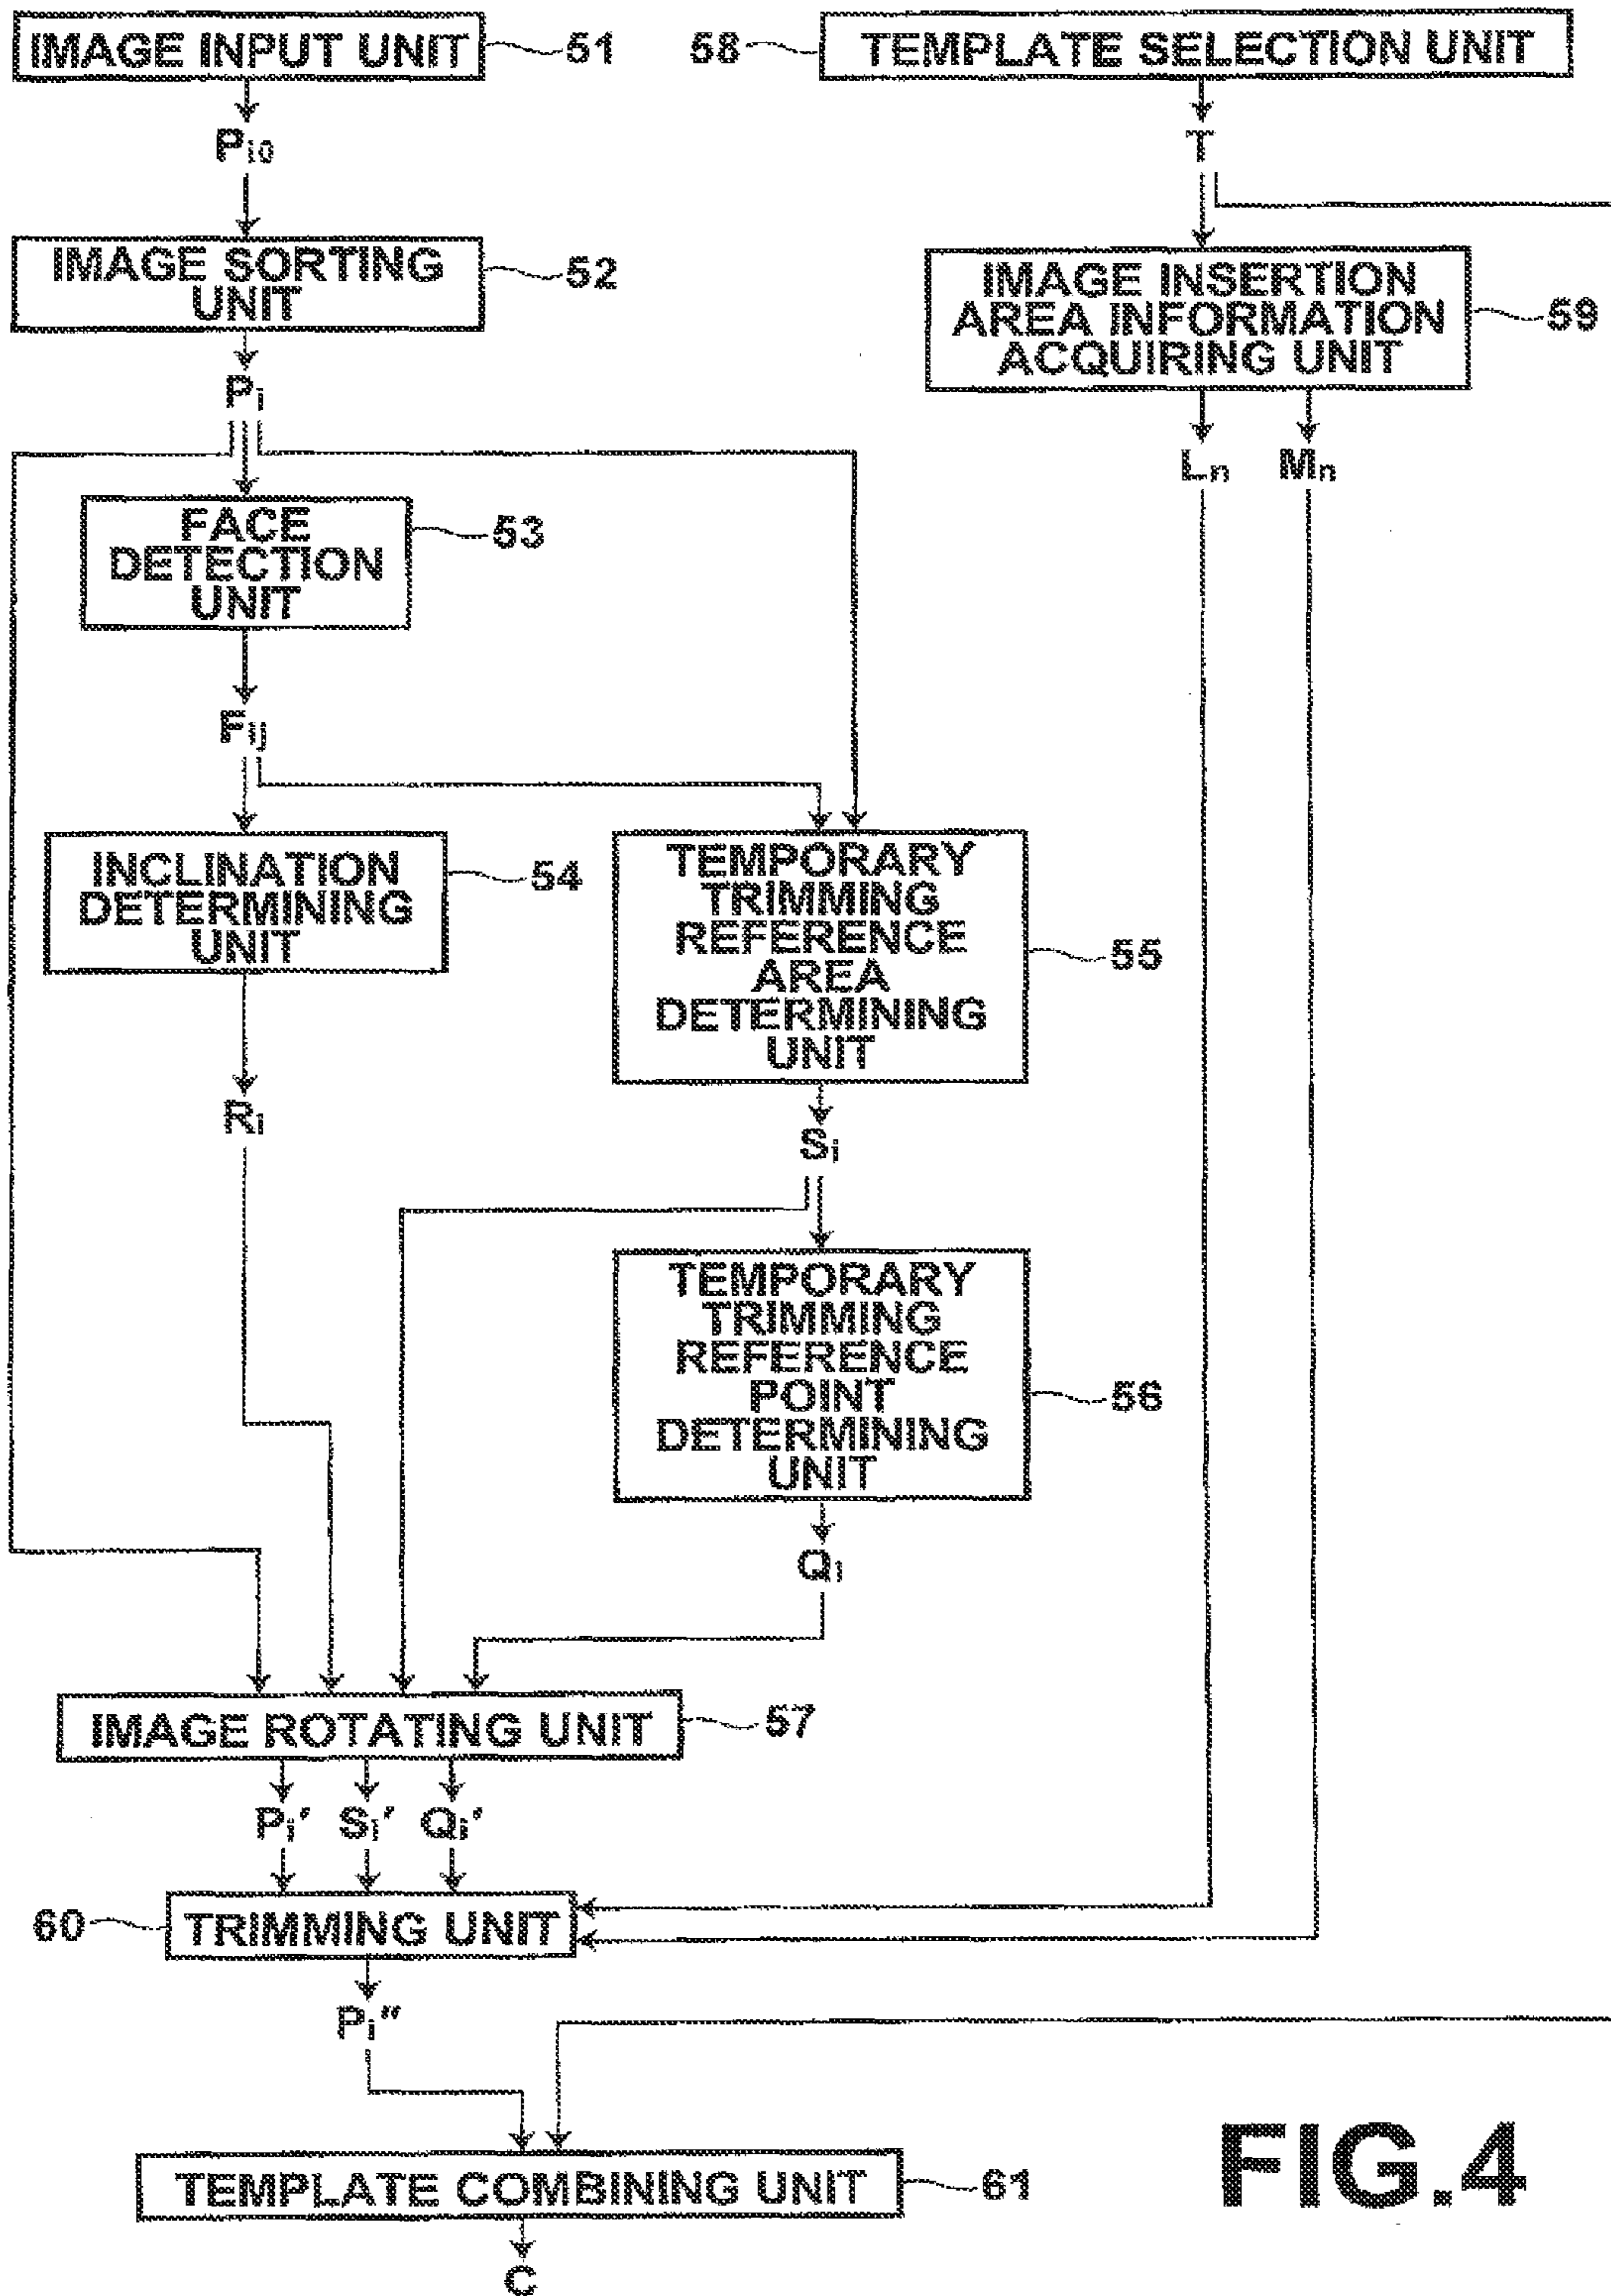 IMAGE INPUT UNIT
51
58
TEMPLATE SELECTION UNIT
Pi0
T
IMAGE SORTING
UNIT
52
IMAGE INSERTION
AREA INFORMATION
ACQUIRING UNIT
59
Pi
Ln
Mn
FACE
DETECTION
UNIT
53
Fij
INCLINATION
DETERMINING
UNIT
54
TEMPORARY
TRIMMING
REFERENCE
AREA
DETERMINING
UNIT
55
Ri
Si
TEMPORARY
TRIMMING
REFERENCE
POINT
DETERMINING
UNIT
56
Qi
IMAGE ROTATING UNIT
57
Pi' Si' Qi'
60
TRIMMING UNIT
Pi"
TEMPLATE COMBINING UNIT
61
C
FIG.4